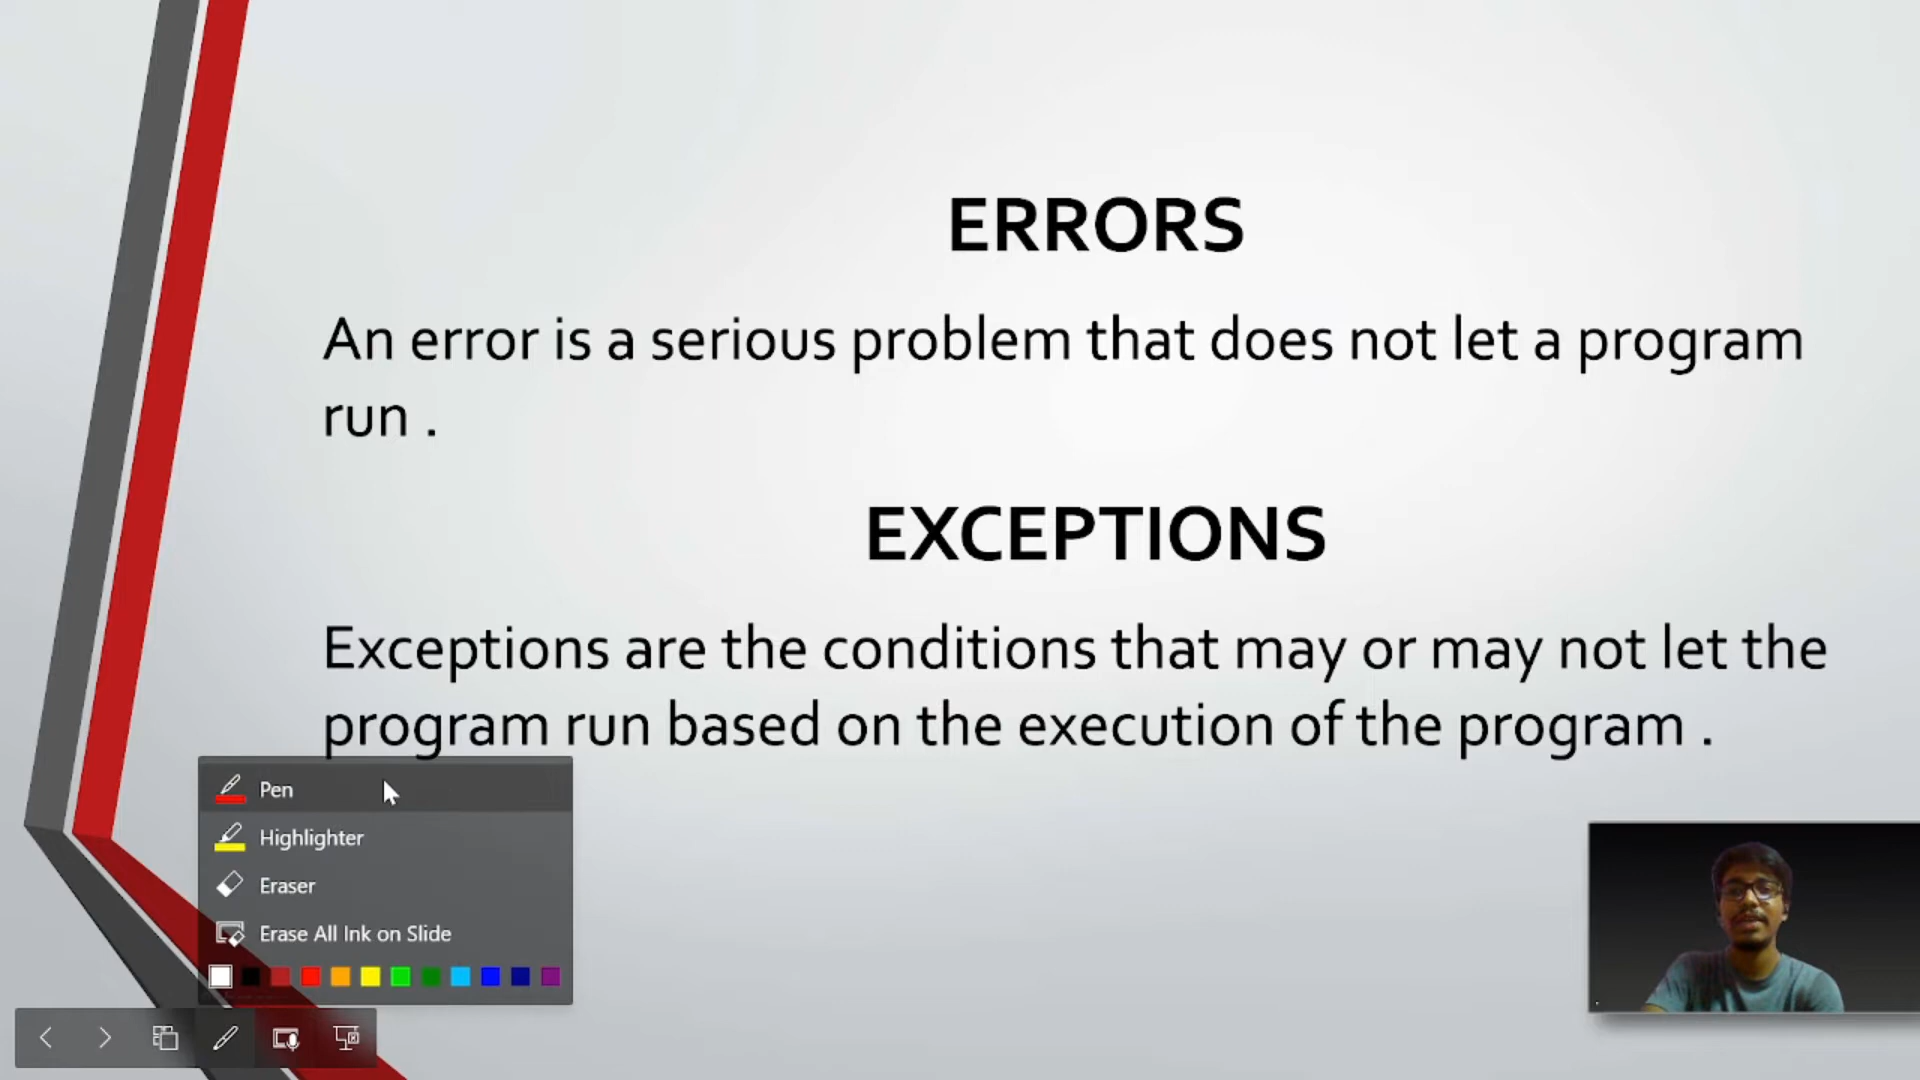 ERRORS
An error is a serious problem that does not let a program
run .
EXCEPTIONS
Exceptions are the conditions that may or may not let the
program run based on the execution of the program .
Pen
Highlighter
Eraser
Erase All Ink on Slide